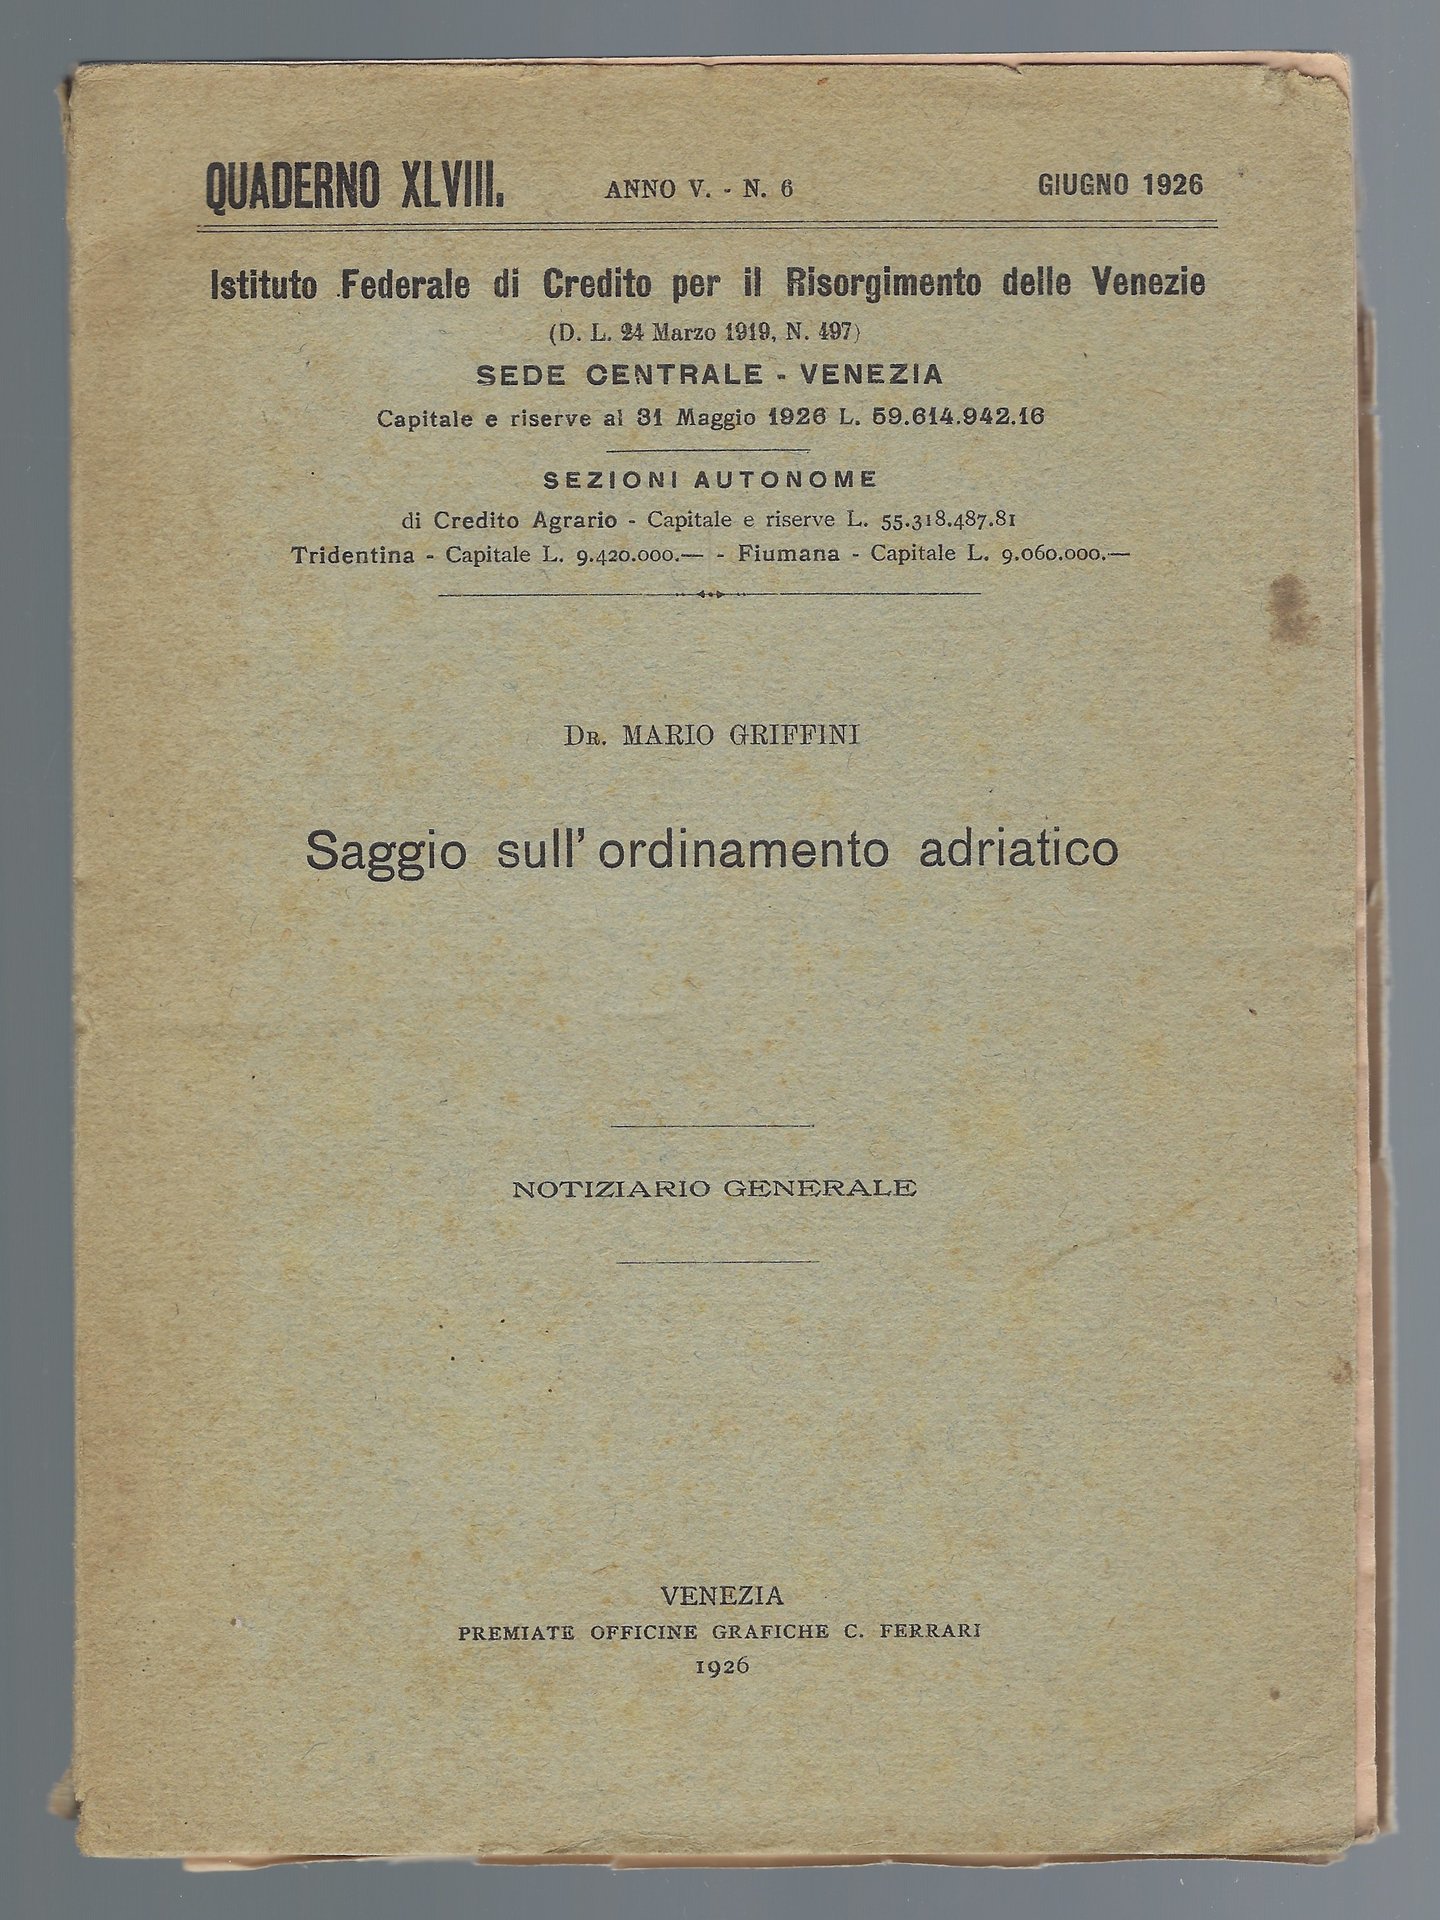 QUADERNO XLVIII.
ANNO V. - N. 6
GIUGNO 1926
Istituto Federale di Credito per il Risorgimento delle Venezie
(D. L. 24 Marzo 1919, N. 497)
SEDE CENTRALE - VENEZIA
Capitale e riserve al 31 Maggio 1926 L. 59.614.942.16
SEZIONI AUTONOME
di Credito Agrario - Capitale e riserve L. 55.318.487.81
Tridentina - Capitale L. 9.420.000.— - Fiumana - Capitale L. 9.060.000.—
DR. MARIO GRIFFINI
Saggio sull' ordinamento adriatico
NOTIZIARIO GENERALE
VENEZIA
PREMIATE OFFICINE GRAFICHE C. FERRARI
1926